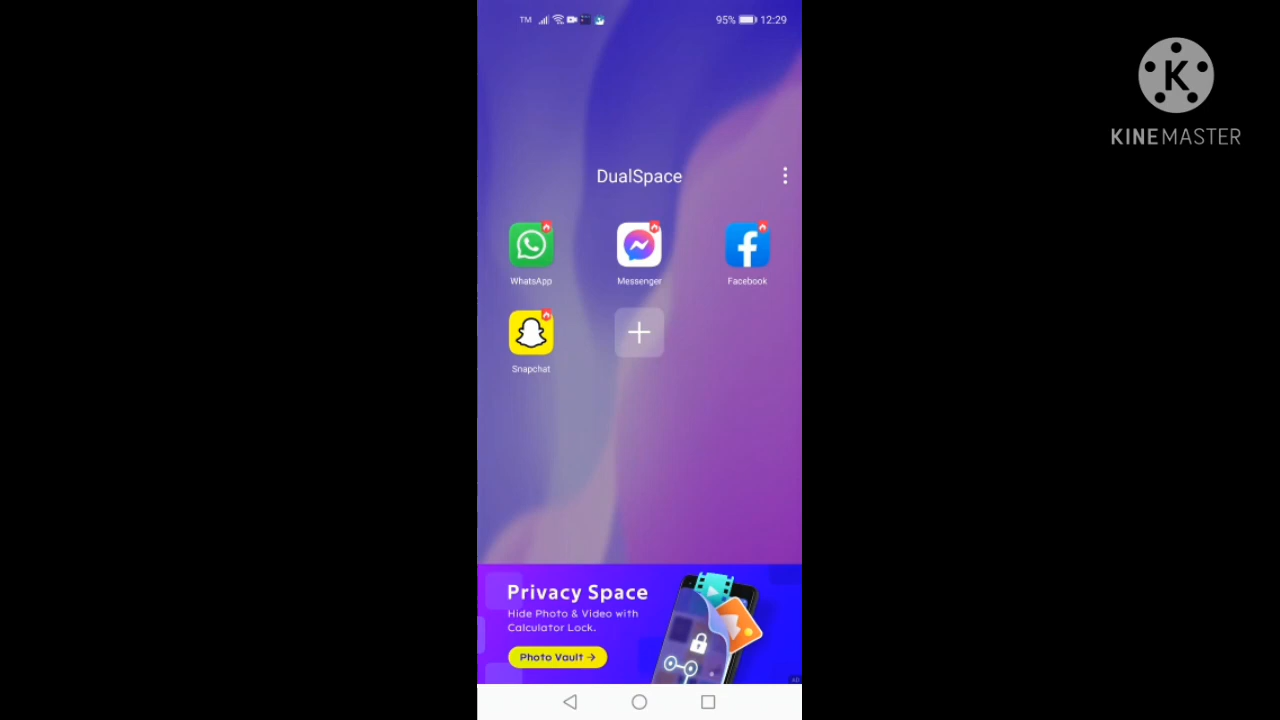 TM 95% 12:29
K
KINEMASTER
DualSpace
WhatsApp Messenger Facebook
Snapchat
Privacy Space
Hide Photo & Video with
Calculator Lock.
Photo Vault →
AD